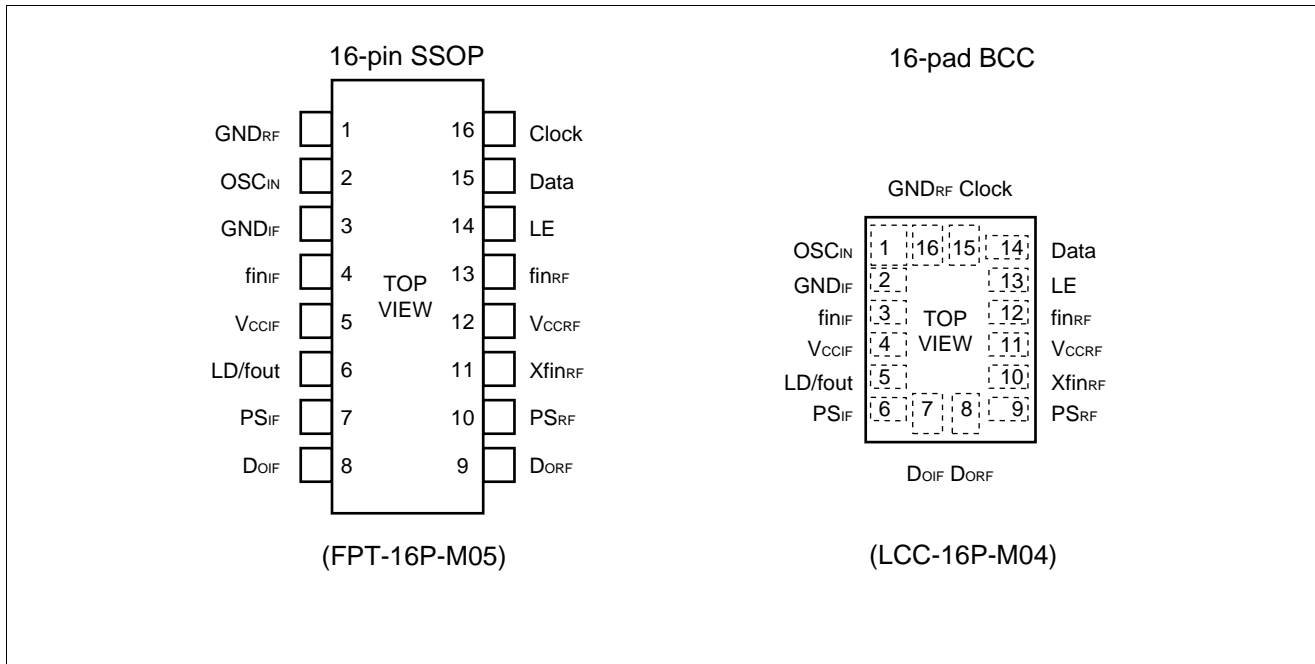 16-pin SSOP
GNDRF 1 16 Clock
OSCIN 2 15 Data
GNDIF 3 14 LE
finIF 4 13 finRF
TOP
VIEW
VCCIF 5 12 VCCRF
LD/fout 6 11 XfinRF
PSIF 7 10 PSRF
DOIF 8 9 DORF
(FPT-16P-M05)
16-pad BCC
GNDRF Clock
OSCIN 1 16 15 14 Data
GNDIF 2 13 LE
finIF 3 12 finRF
TOP
VIEW
VCCIF 4 11 VCCRF
LD/fout 5 10 XfinRF
PSIF 6 7 8 9 PSRF
DOIF DORF
(LCC-16P-M04)